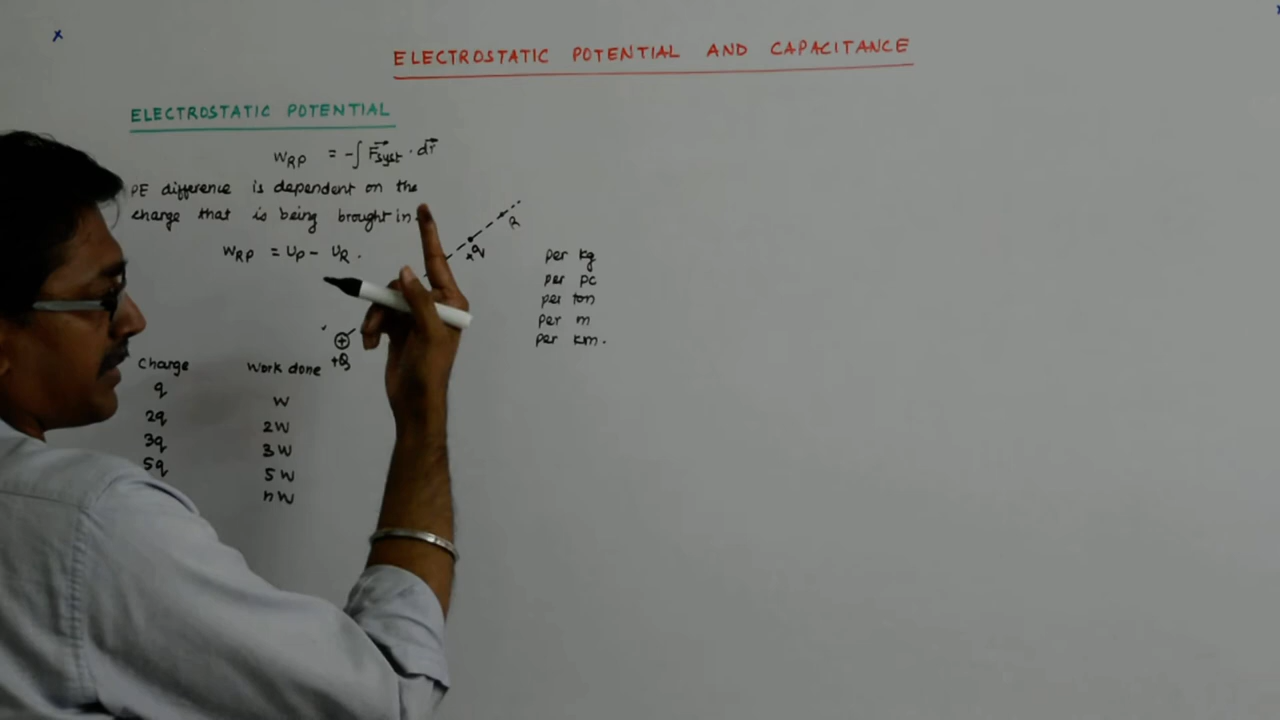 x
ELECTROSTATIC POTENTIAL AND CAPACITANCE
ELECTROSTATIC POTENTIAL
W_RP = -∫ F⃗_syst · dr⃗
PE difference is dependent on the
charge that is being brought in.
W_RP = U_P - U_R .
R
+q
⊕
+Q
per kg
per pc
per ton
per m
per km.
Charge Work done
q W
2q 2W
3q 3W
5q 5W
nW